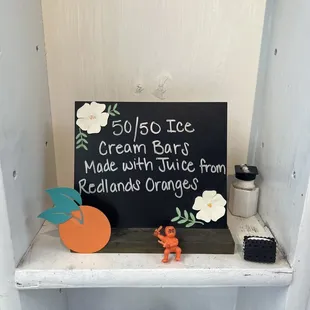 50/50 Ice
Cream Bars
Made with Juice from
Redlands Oranges